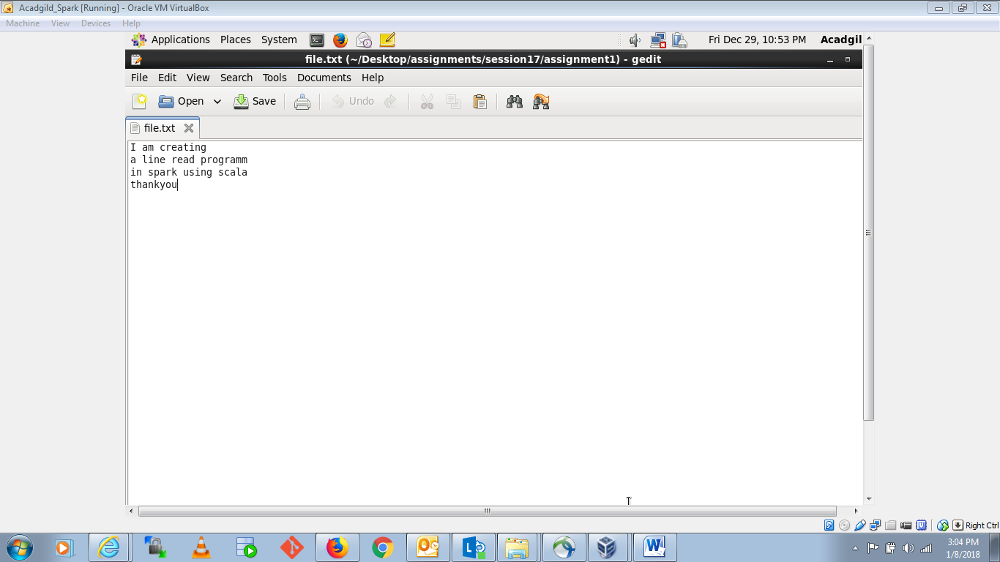 Acadgild_Spark [Running] - Oracle VM VirtualBox
Machine View Devices Help
Applications Places System Fri Dec 29, 10:53 PM Acadgil
file.txt (~/Desktop/assignments/session17/assignment1) - gedit
File Edit View Search Tools Documents Help
Open Save Undo
file.txt
I am creating
a line read programm
in spark using scala
thankyou
Right Ctrl
3:04 PM
1/8/2018